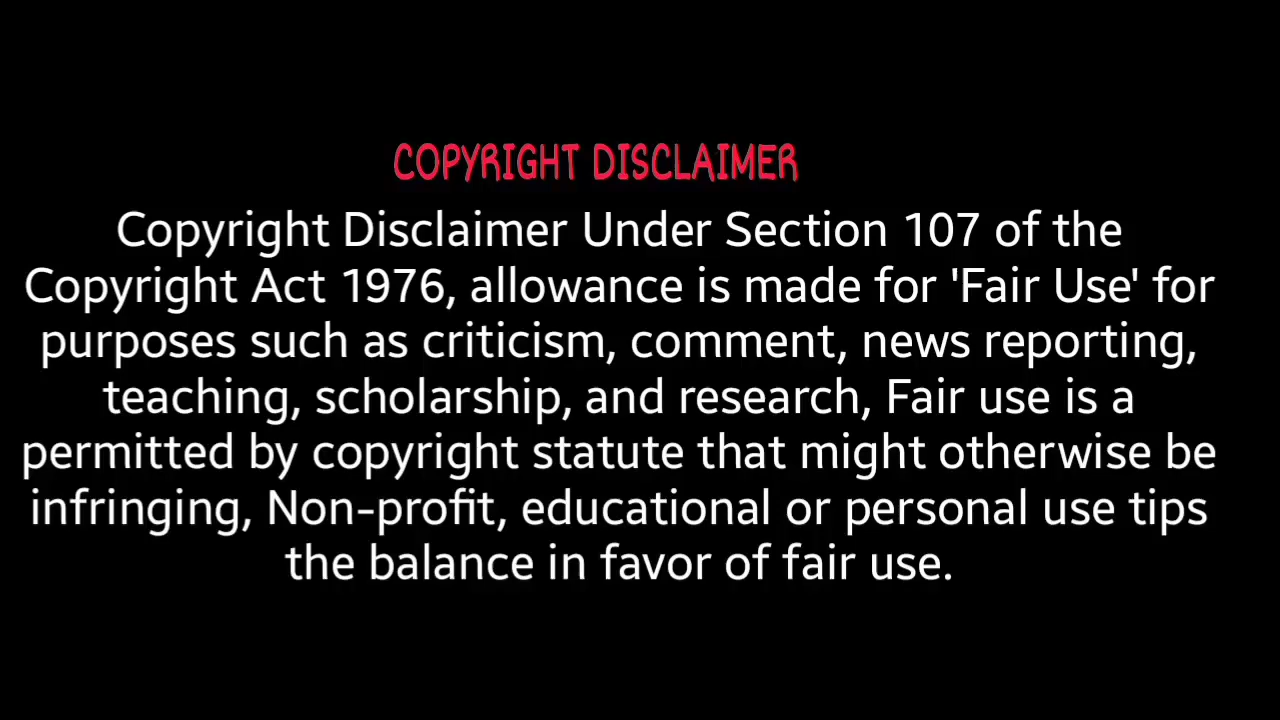 COPYRIGHT DISCLAIMER
Copyright Disclaimer Under Section 107 of the
Copyright Act 1976, allowance is made for 'Fair Use' for
purposes such as criticism, comment, news reporting,
teaching, scholarship, and research, Fair use is a
permitted by copyright statute that might otherwise be
infringing, Non-profit, educational or personal use tips
the balance in favor of fair use.